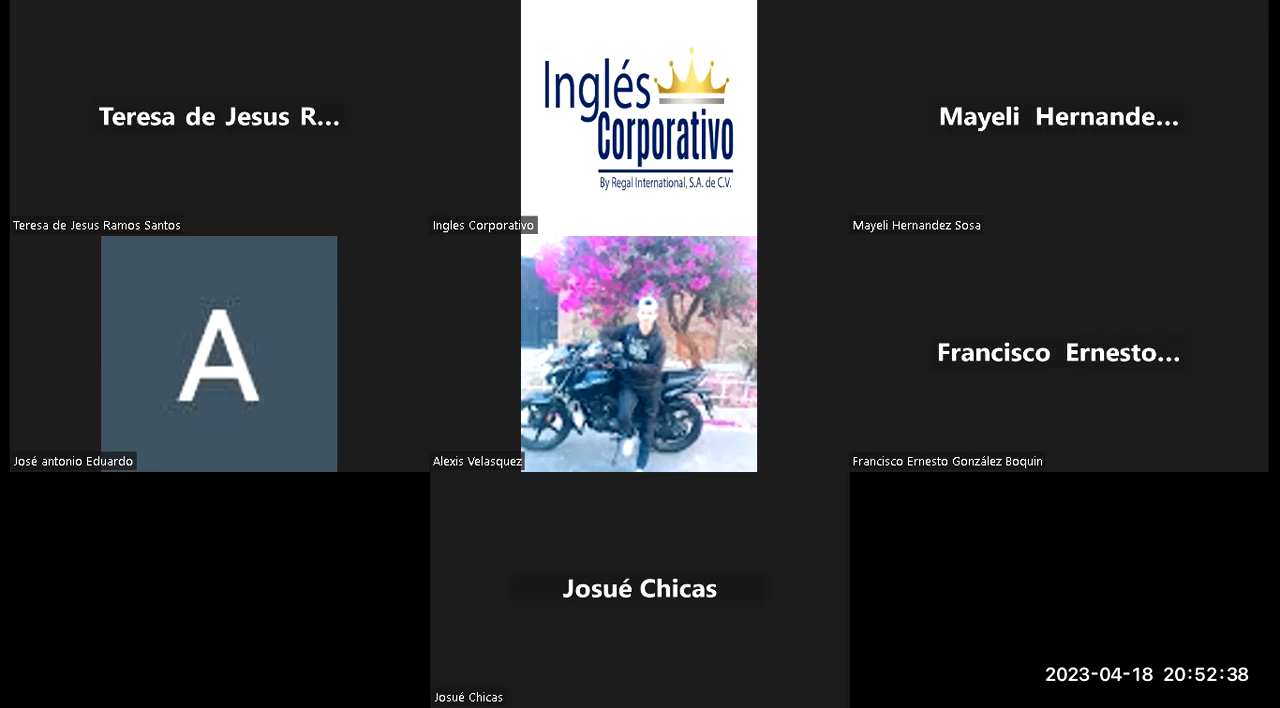 Teresa de Jesus R...
Inglés
Corporativo
By Regal International, S.A. de C.V.
Mayeli Hernande...
Teresa de Jesus Ramos Santos
Ingles Corporativo
Mayeli Hernandez Sosa
A
Francisco Ernesto...
José antonio Eduardo
Alexis Velasquez
Francisco Ernesto González Boquin
Josué Chicas
Josué Chicas
2023-04-18 20:52:38